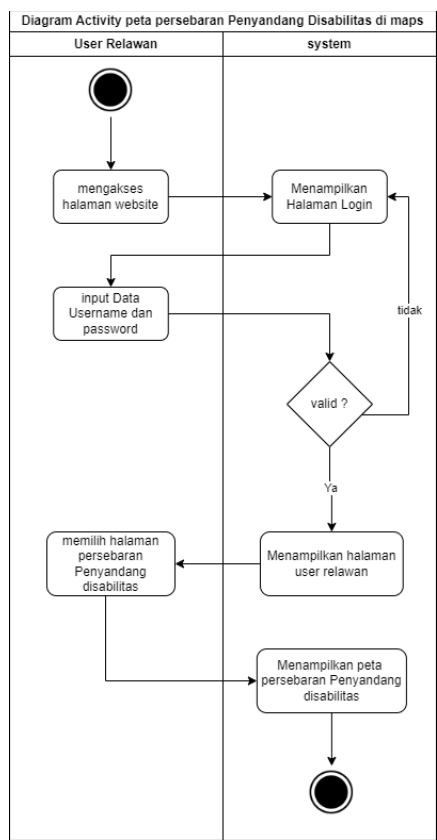 Diagram Activity peta persebaran Penyandang Disabilitas di maps
User Relawan
system
mengakses
halaman website
Menampilkan
Halaman Login
input Data
Username dan
password
tidak
valid ?
Ya
memilih halaman
persebaran
Penyandang
disabilitas
Menampilkan halaman
user relawan
Menampilkan peta
persebaran Penyandang
disabilitas